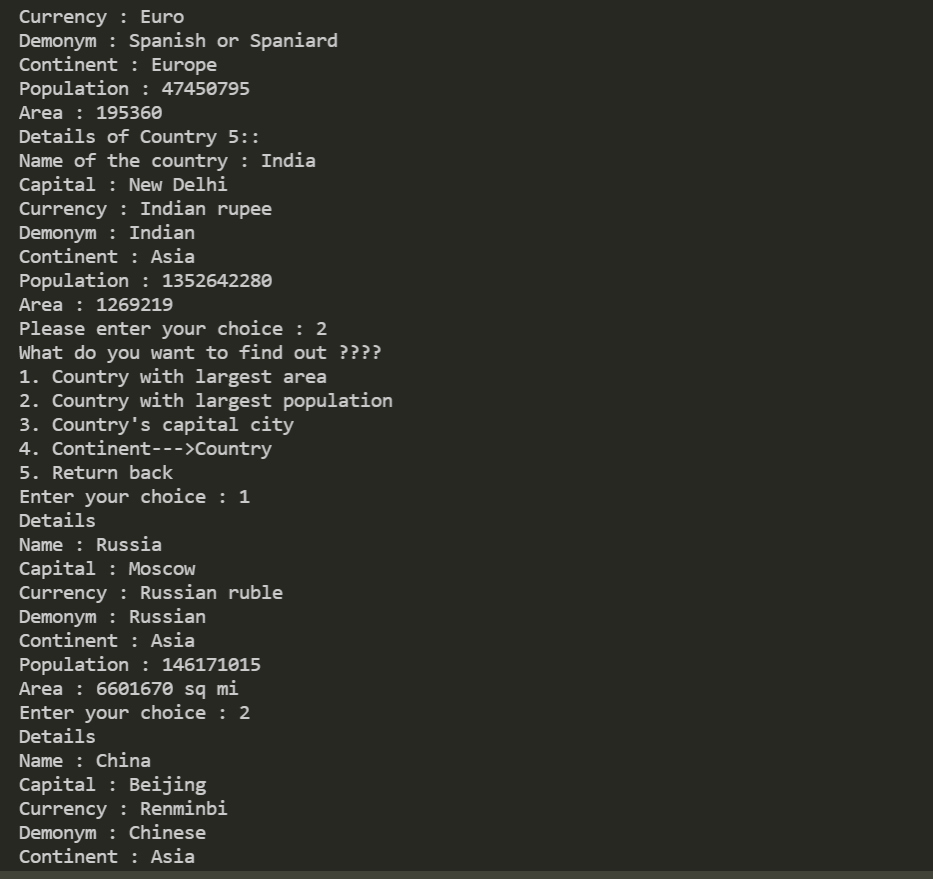 Currency : Euro
Demonym : Spanish or Spaniard
Continent : Europe
Population : 47450795
Area : 195360
Details of Country 5::
Name of the country : India
Capital : New Delhi
Currency : Indian rupee
Demonym : Indian
Continent : Asia
Population : 1352642280
Area : 1269219
Please enter your choice : 2
What do you want to find out ????
1. Country with largest area
2. Country with largest population
3. Country's capital city
4. Continent--->Country
5. Return back
Enter your choice : 1
Details
Name : Russia
Capital : Moscow
Currency : Russian ruble
Demonym : Russian
Continent : Asia
Population : 146171015
Area : 6601670 sq mi
Enter your choice : 2
Details
Name : China
Capital : Beijing
Currency : Renminbi
Demonym : Chinese
Continent : Asia